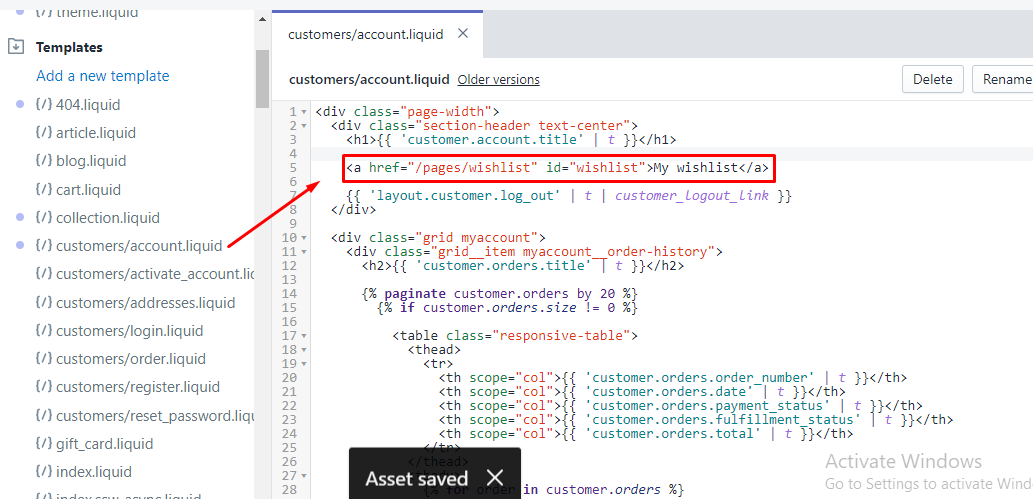 {/} theme.liquid
Templates
Add a new template
{/} 404.liquid
{/} article.liquid
{/} blog.liquid
{/} cart.liquid
{/} collection.liquid
{/} customers/account.liquid
{/} customers/activate_account.lic
{/} customers/addresses.liquid
{/} customers/login.liquid
{/} customers/order.liquid
{/} customers/register.liquid
{/} customers/reset_password.liqu
{/} gift_card.liquid
{/} index.liquid
{/} index.ssw_async.liquid
customers/account.liquid ×
customers/account.liquid Older versions Delete Rename
1 <div class="page-width">
2 <div class="section-header text-center">
3 <h1>{{ 'customer.account.title' | t }}</h1>
4
5 <a href="/pages/wishlist" id="wishlist">My wishlist</a>
6
7 {{ 'layout.customer.log_out' | t | customer_logout_link }}
8 </div>
9
10 <div class="grid myaccount">
11 <div class="grid__item myaccount__order-history">
12 <h2>{{ 'customer.orders.title' | t }}</h2>
13
14 {% paginate customer.orders by 20 %}
15 {% if customer.orders.size != 0 %}
16
17 <table class="responsive-table">
18 <thead>
19 <tr>
20 <th scope="col">{{ 'customer.orders.order_number' | t }}</th>
21 <th scope="col">{{ 'customer.orders.date' | t }}</th>
22 <th scope="col">{{ 'customer.orders.payment_status' | t }}</th>
23 <th scope="col">{{ 'customer.orders.fulfillment_status' | t }}</th>
24 <th scope="col">{{ 'customer.orders.total' | t }}</th>
25 </tr>
26 </thead>
27
28 {% for order in customer.orders %}
Asset saved ×
Activate Windows
Go to Settings to activate Wind